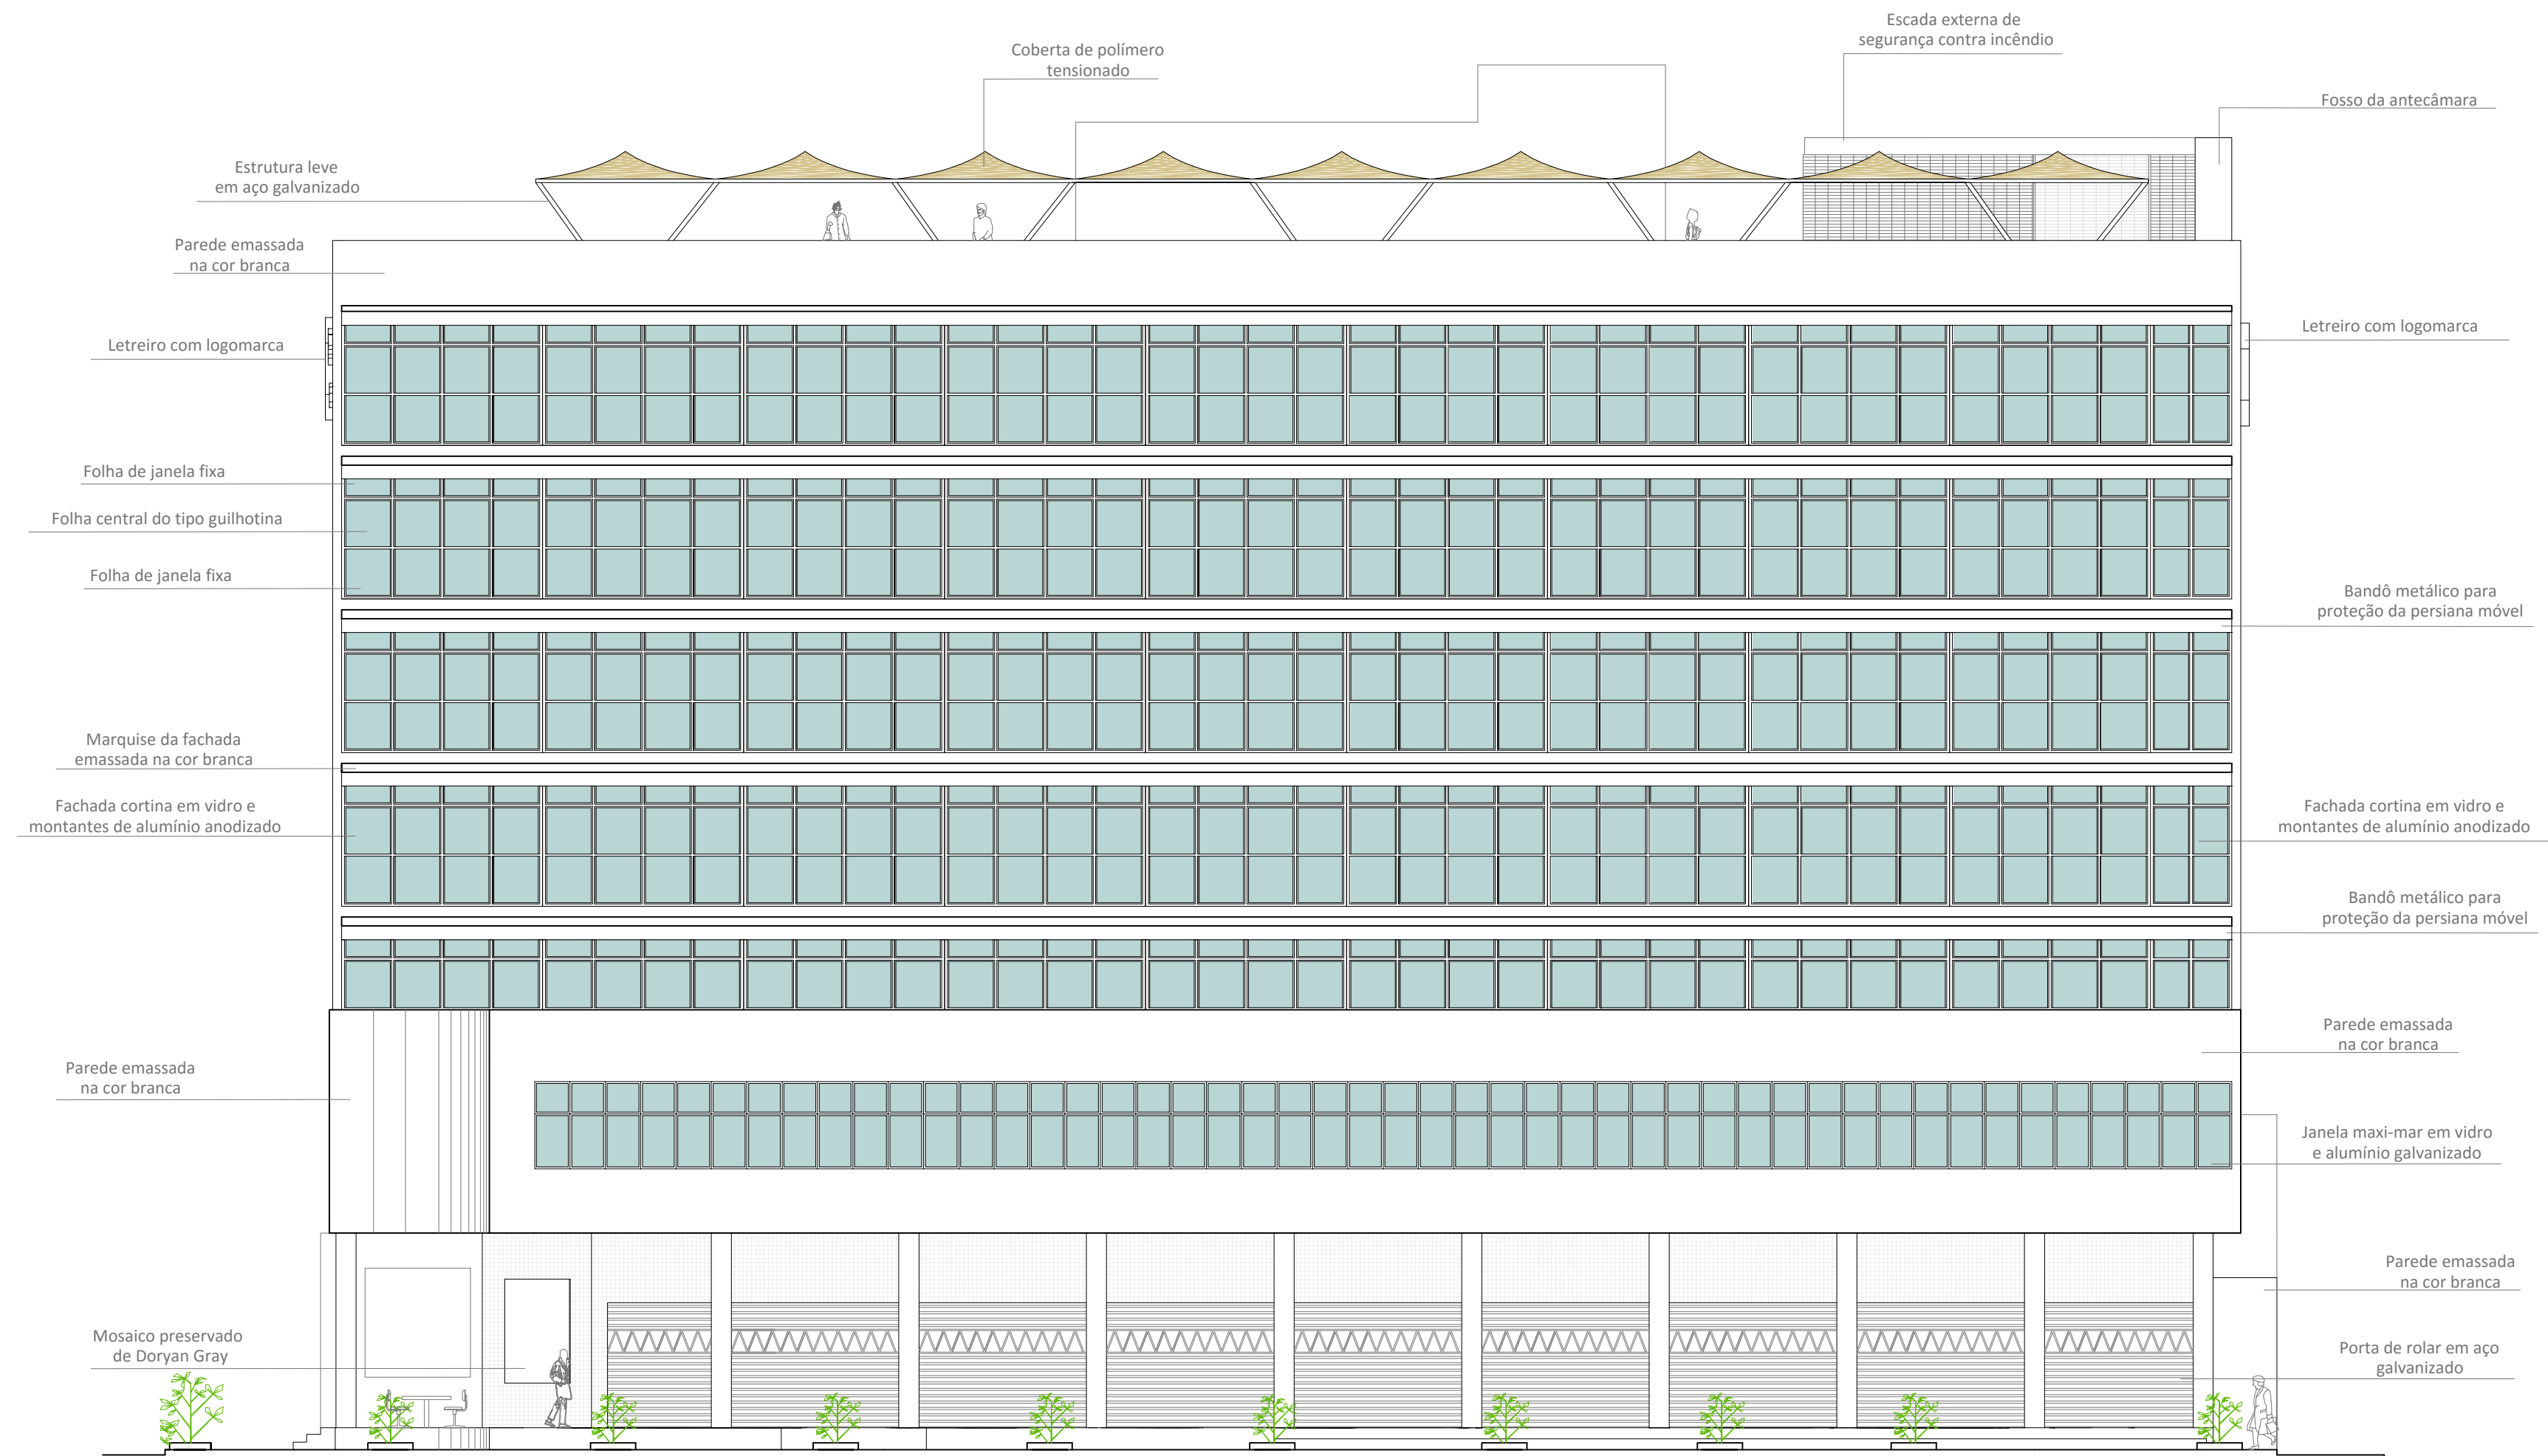 Escada externa de
segurança contra incêndio
Coberta de polímero
tensionado
Fosso da antecâmara
Estrutura leve
em aço galvanizado
Parede emassada
na cor branca
Letreiro com logomarca
Letreiro com logomarca
Folha de janela fixa
Folha central do tipo guilhotina
Folha de janela fixa
Bandô metálico para
proteção da persiana móvel
Marquise da fachada
emassada na cor branca
Fachada cortina em vidro e
montantes de alumínio anodizado
Fachada cortina em vidro e
montantes de alumínio anodizado
Bandô metálico para
proteção da persiana móvel
Parede emassada
na cor branca
Parede emassada
na cor branca
Janela maxi-mar em vidro
e alumínio galvanizado
Parede emassada
na cor branca
Mosaico preservado
de Doryan Gray
Porta de rolar em aço
galvanizado